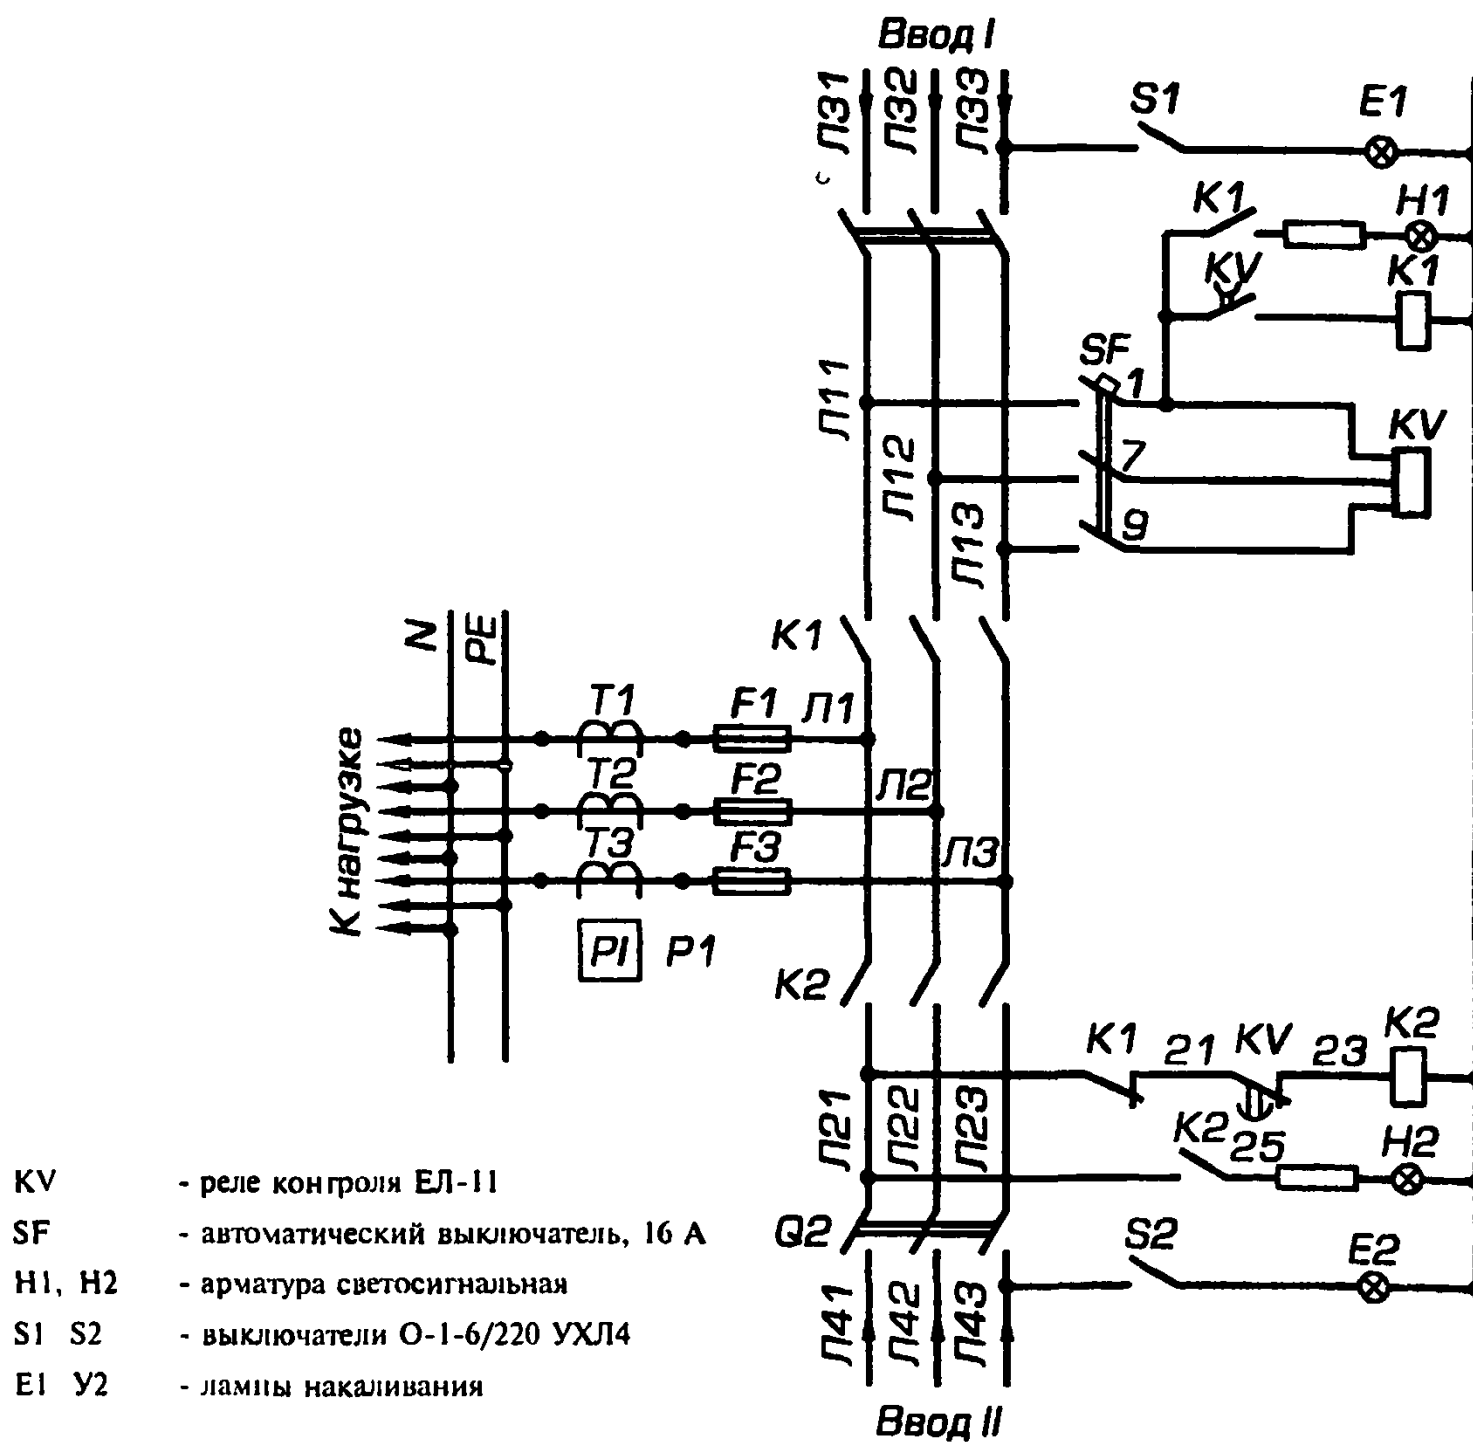 Ввод I
Л31
Л32
Л33
S1
E1
K1
H1
KV
K1
SF
1
Л11
KV
7
Л12
9
Л13
N
PE
K1
T1
F1
Л1
T2
F2
Л2
T3
F3
Л3
К нагрузке
PI
P1
K2
K1
21
KV
23
K2
Л21
Л22
Л23
K2
25
H2
Q2
S2
E2
Л41
Л42
Л43
Ввод II
KV - реле контроля ЕЛ-11
SF - автоматический выключатель, 16 А
H1, H2 - арматура светосигнальная
S1 S2 - выключатели О-1-6/220 УХЛ4
E1 У2 - лампы накаливания